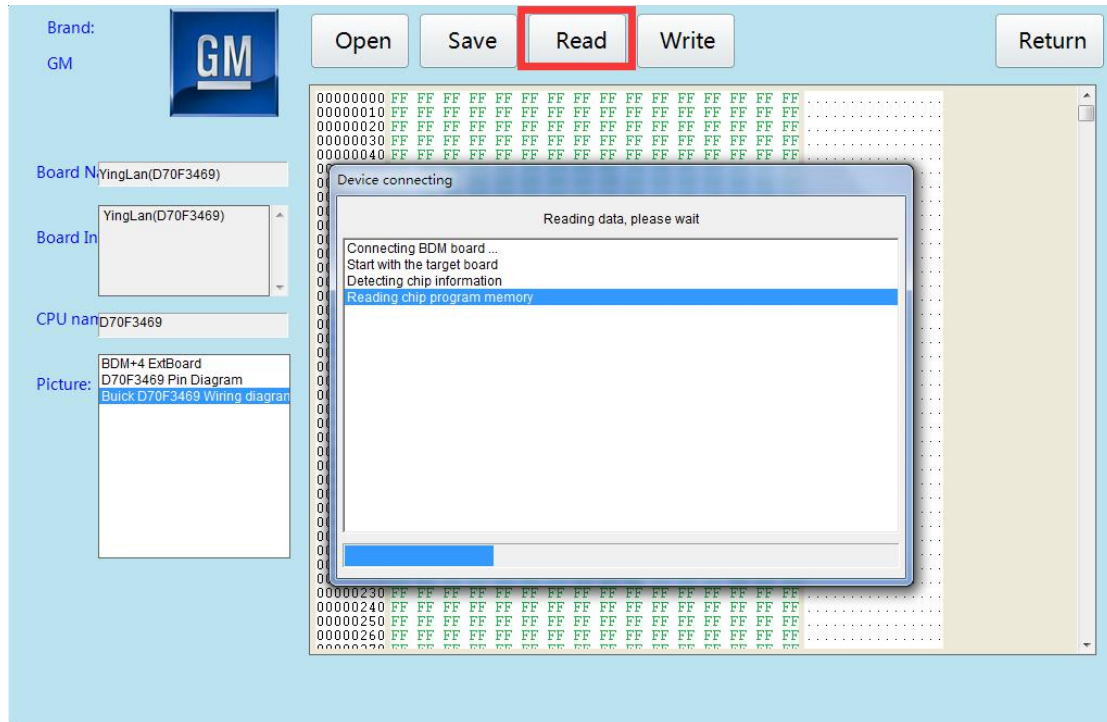 Brand:
GM
GM
Open
Save
Read
Write
Return
Board N
YingLan(D70F3469)
Board In
YingLan(D70F3469)
CPU nam
D70F3469
Picture:
BDM+4 ExtBoard
D70F3469 Pin Diagram
Buick D70F3469 Wiring diagran
00000000 FF FF FF FF FF FF FF FF FF FF FF FF FF FF FF FF ................
00000010 FF FF FF FF FF FF FF FF FF FF FF FF FF FF FF FF ................
00000020 FF FF FF FF FF FF FF FF FF FF FF FF FF FF FF FF ................
00000030 FF FF FF FF FF FF FF FF FF FF FF FF FF FF FF FF ................
00000040 FF FF FF FF FF FF FF FF FF FF FF FF FF FF FF FF ................
Device connecting
Reading data, please wait
Connecting BDM board ...
Start with the target board
Detecting chip information
Reading chip program memory
00000230 FF FF FF FF FF FF FF FF FF FF FF FF FF FF FF FF ................
00000240 FF FF FF FF FF FF FF FF FF FF FF FF FF FF FF FF ................
00000250 FF FF FF FF FF FF FF FF FF FF FF FF FF FF FF FF ................
00000260 FF FF FF FF FF FF FF FF FF FF FF FF FF FF FF FF ................